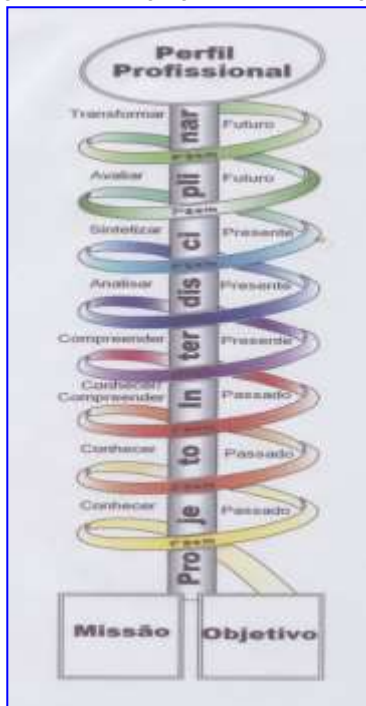 Perfil
Profissional
Transformar
Futuro
Avaliar
Futuro
Sintetizar
Presente
Analisar
Presente
Compreender
Presente
Conhecer/
Compreender
Passado
Conhecer
Passado
Conhecer
Passado
Pro je to In ter dis ci pli nar
Missão
Objetivo